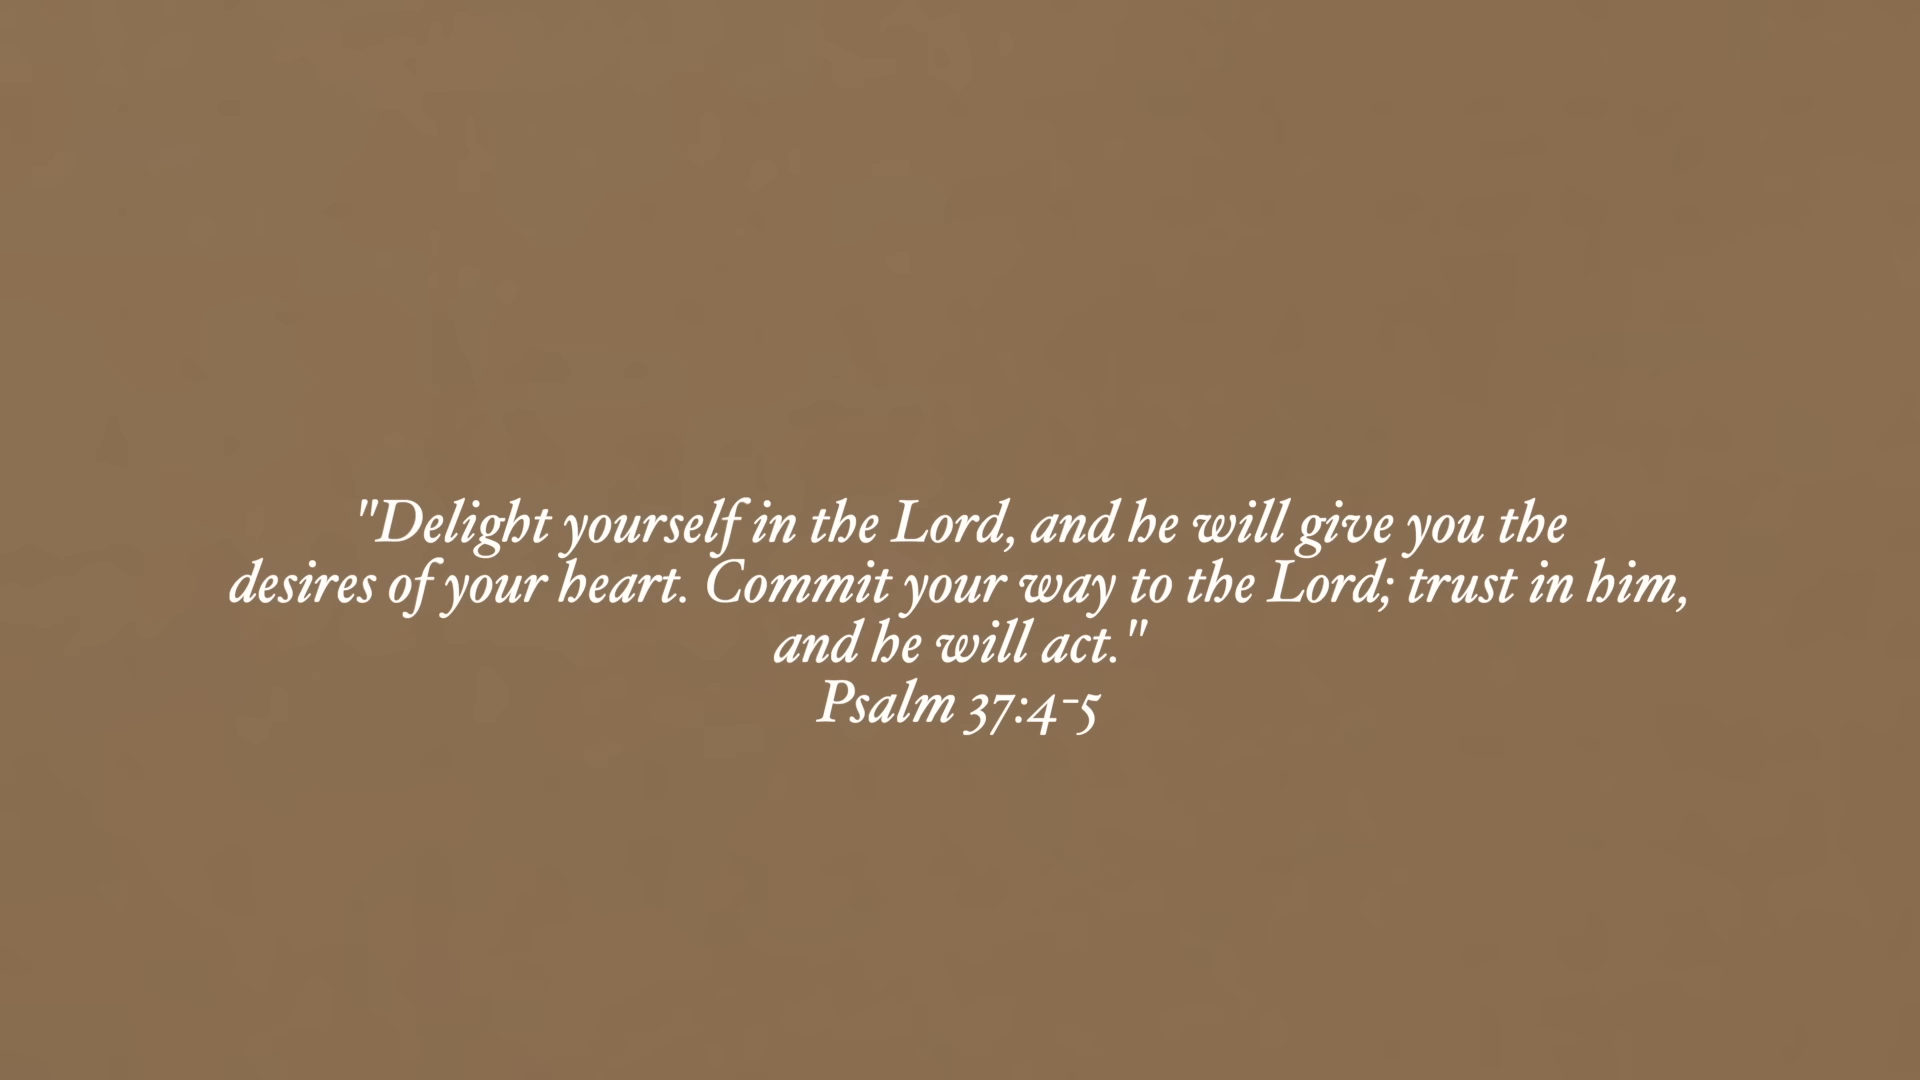 "Delight yourself in the Lord, and he will give you the
desires of your heart. Commit your way to the Lord; trust in him,
and he will act."
Psalm 37:4-5